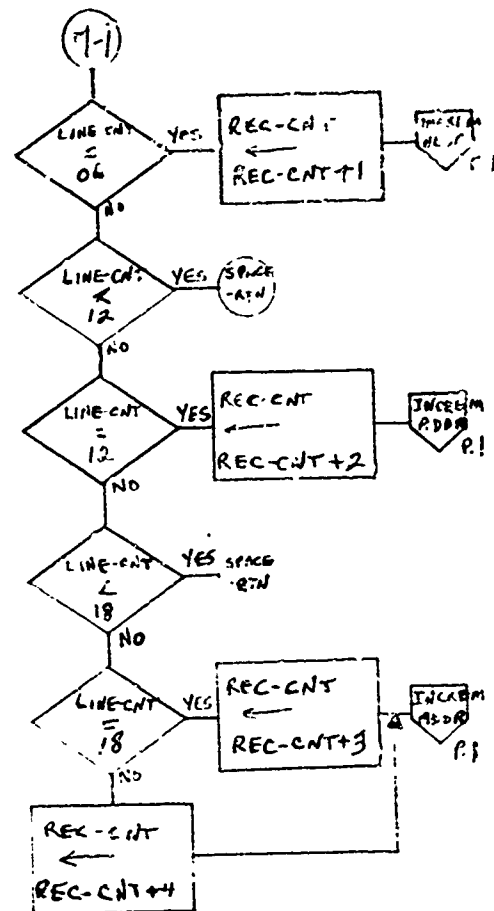 LINE CNT
=
06
YES
REC-CNT
←
REC-CNT+1
NO
LINE-CNT
<
12
YES
SPACE
-RTN
NO
LINE-CNT
=
12
YES
REC-CNT
←
REC-CNT+2
INCREM
P.1
NO
LINE-CNT
<
18
YES
SPACE
-RTN
NO
LINE-CNT
=
18
YES
REC-CNT
←
REC-CNT+3
INCREM
P.1
NO
REC-CNT
←
REC-CNT+4